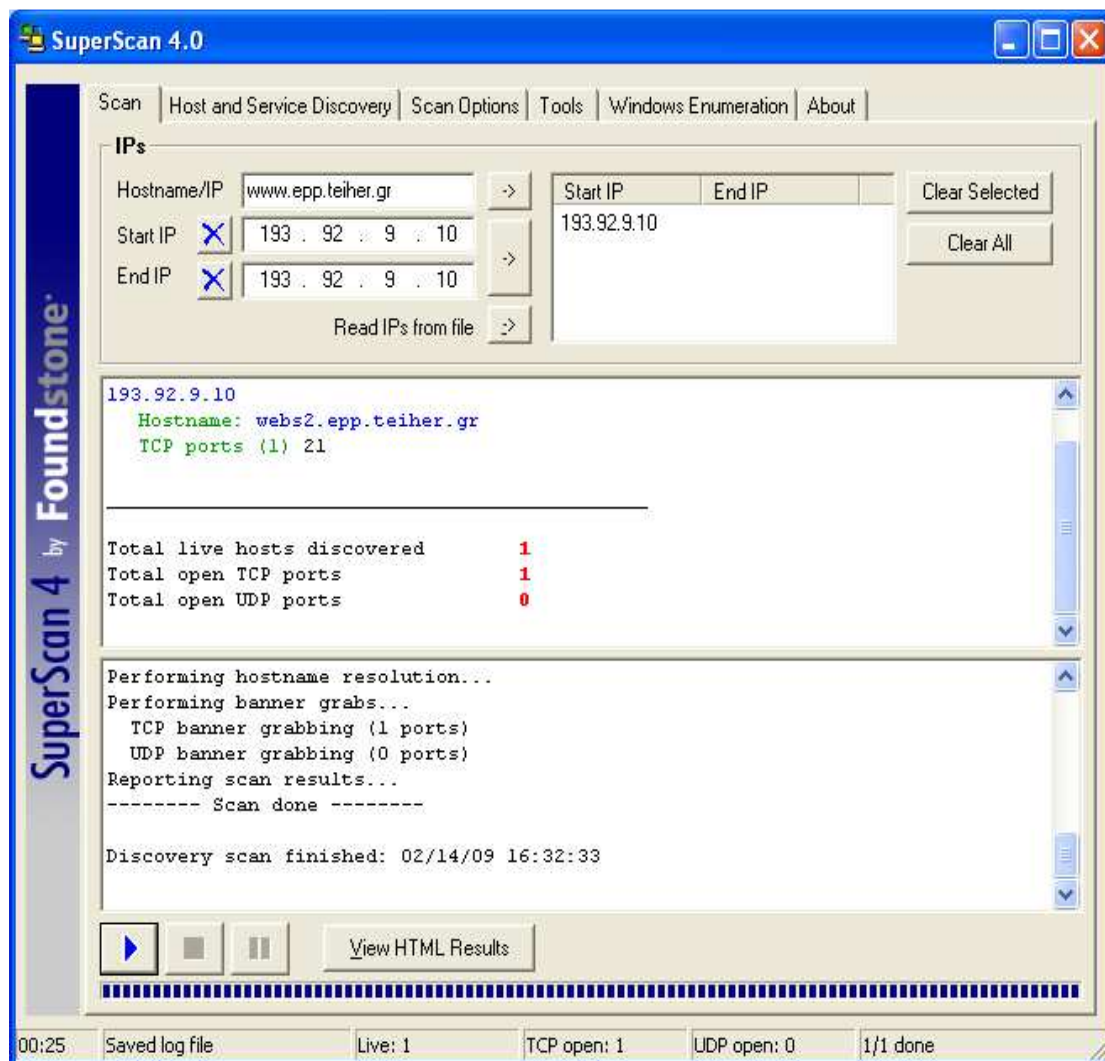 SuperScan 4.0
Scan Host and Service Discovery Scan Options Tools Windows Enumeration About
IPs
Hostname/IP www.epp.teiher.gr ->
Start IP 193 . 92 . 9 . 10
End IP 193 . 92 . 9 . 10
->
Read IPs from file ->
Start IP End IP
193.92.9.10
Clear Selected
Clear All
SuperScan 4 by Foundstone
193.92.9.10
Hostname: webs2.epp.teiher.gr
TCP ports (1) 21
Total live hosts discovered 1
Total open TCP ports 1
Total open UDP ports 0
Performing hostname resolution...
Performing banner grabs...
TCP banner grabbing (1 ports)
UDP banner grabbing (0 ports)
Reporting scan results...
-------- Scan done --------
Discovery scan finished: 02/14/09 16:32:33
View HTML Results
00:25 Saved log file Live: 1 TCP open: 1 UDP open: 0 1/1 done